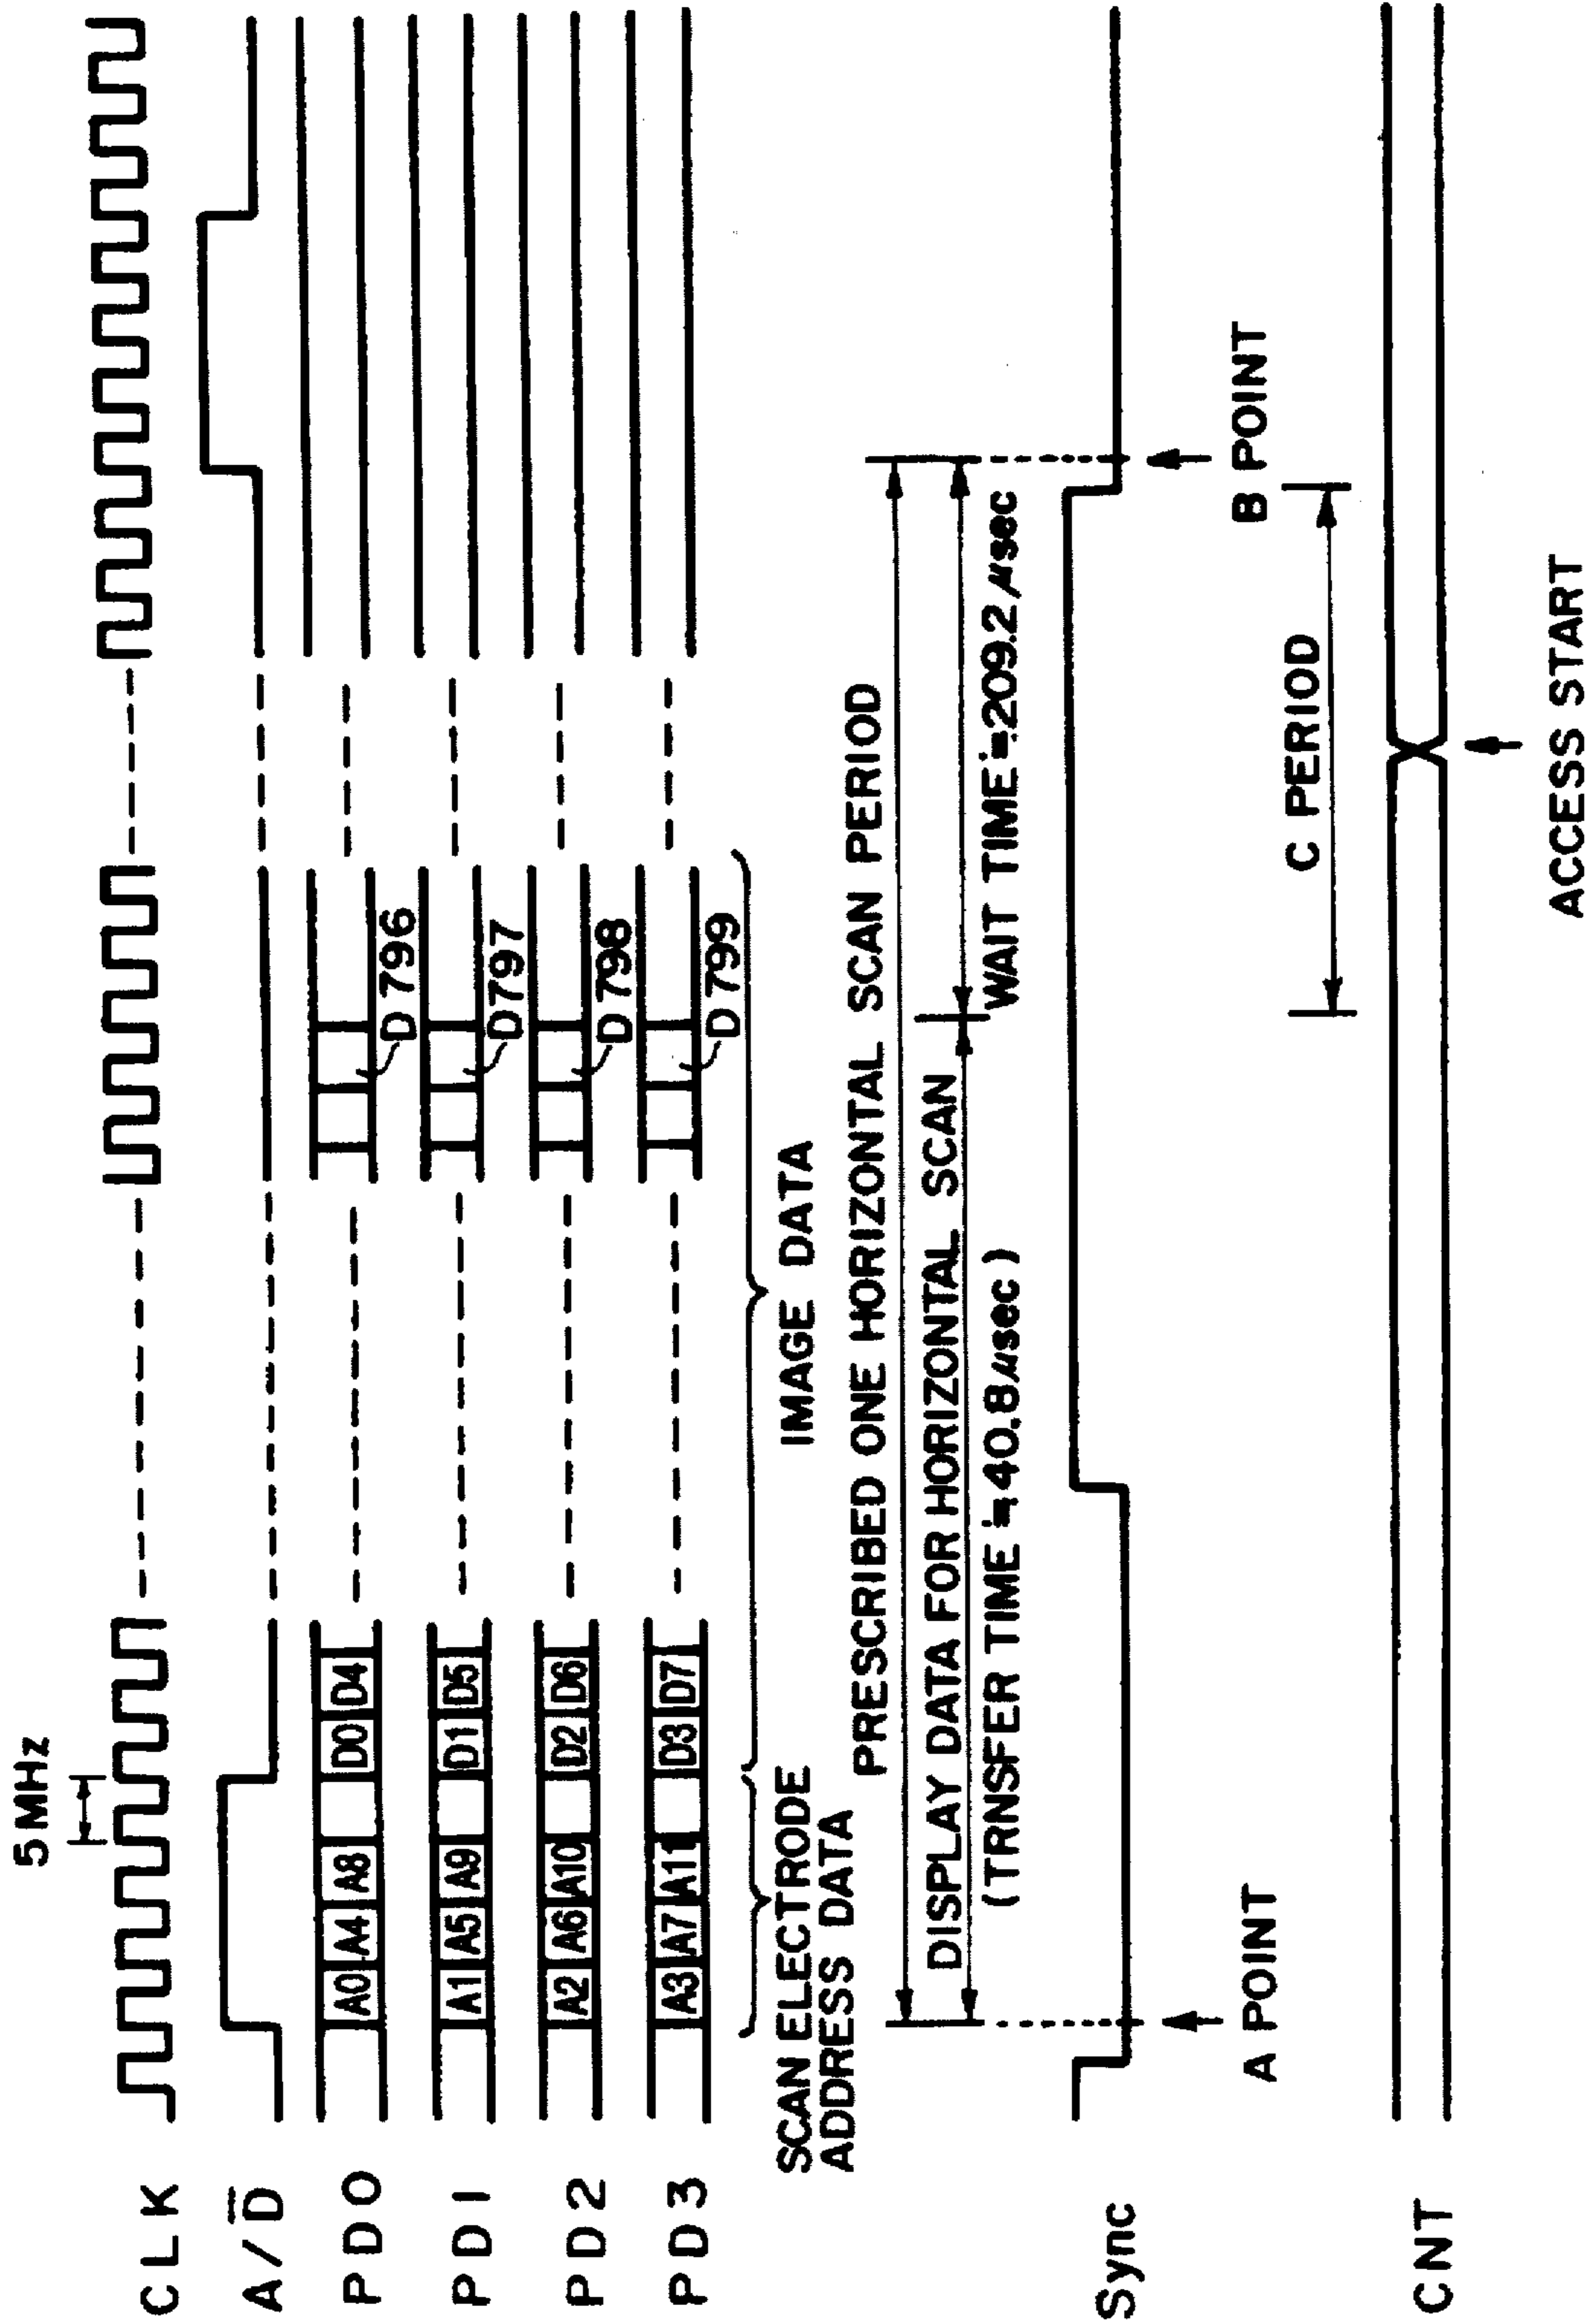 5MHz
CLK
A/D̅
PD0
A0 A4 A8 D0 D4
D796
PD1
A1 A5 A9 D1 D5
D797
PD2
A2 A6 A10 D2 D6
D798
PD3
A3 A7 A11 D3 D7
D799
SCAN ELECTRODE
ADDRESS DATA
IMAGE DATA
PRESCRIBED ONE HORIZONTAL SCAN PERIOD
DISPLAY DATA FOR HORIZONTAL SCAN
(TRNSFER TIME ≒40.8μsec)
WAIT TIME≒209.2μsec
Sync
A POINT
B POINT
C PERIOD
CNT
ACCESS START